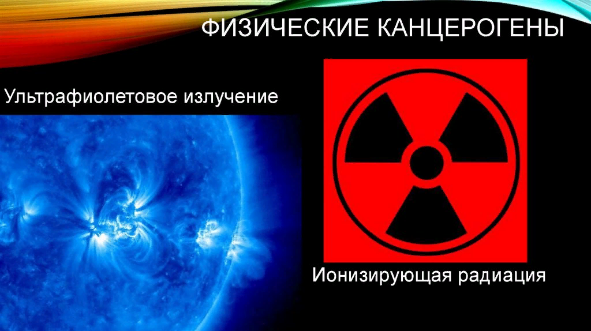 ФИЗИЧЕСКИЕ КАНЦЕРОГЕНЫ
Ультрафиолетовое излучение
Ионизирующая радиация